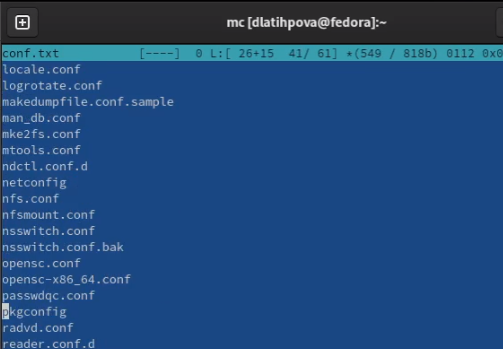 mc [dlatihpova@fedora]:~
conf.txt [----] 0 L:[ 26+15 41/ 61] *(549 / 818b) 0112 0x0
locale.conf
logrotate.conf
makedumpfile.conf.sample
man_db.conf
mke2fs.conf
mtools.conf
ndctl.conf.d
netconfig
nfs.conf
nfsmount.conf
nsswitch.conf
nsswitch.conf.bak
opensc.conf
opensc-x86_64.conf
passwdqc.conf
pkgconfig
radvd.conf
reader.conf.d